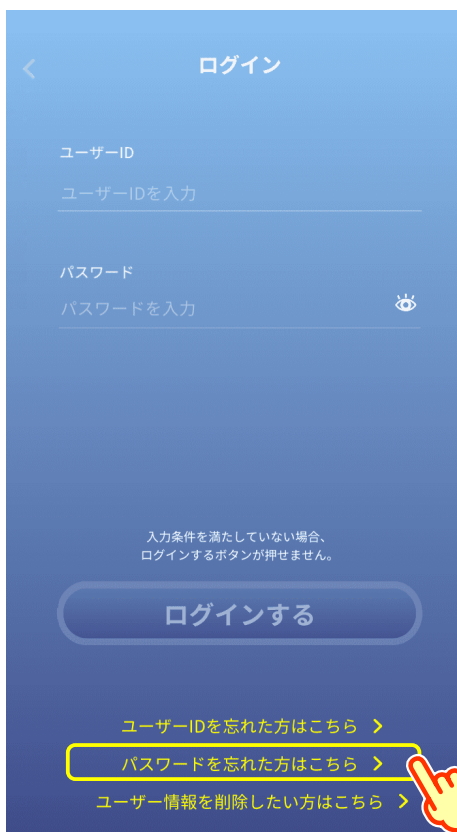 ログイン
ユーザーID
ユーザーIDを入力
パスワード
パスワードを入力
入力条件を満たしていない場合、
ログインするボタンが押せません。
ログインする
ユーザーIDを忘れた方はこちら
パスワードを忘れた方はこちら
ユーザー情報を削除したい方はこちら